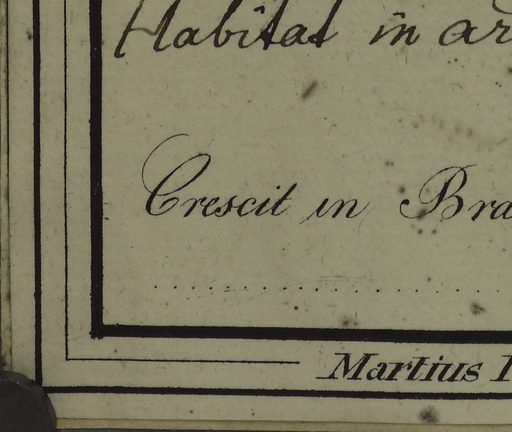 Habitat in ar
Crescit in Bra
Martius I